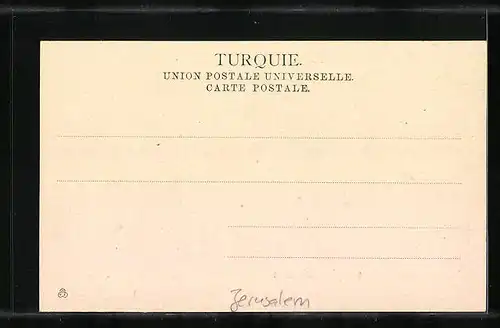 TURQUIE.
UNION POSTALE UNIVERSELLE.
CARTE POSTALE.
Jerusalem